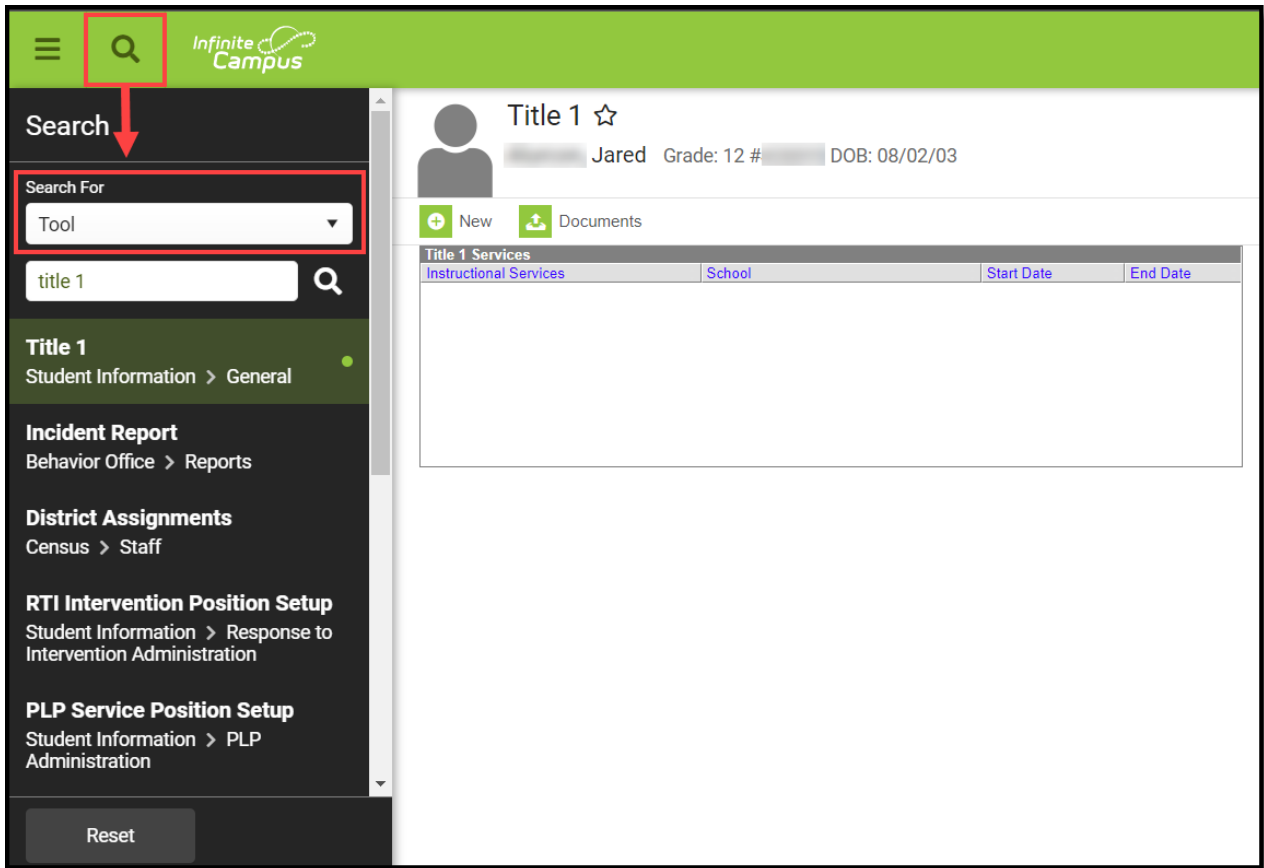 Infinite
Campus
Search
Search For
Tool
title 1
Title 1
Student Information > General
Incident Report
Behavior Office > Reports
District Assignments
Census > Staff
RTI Intervention Position Setup
Student Information > Response to
Intervention Administration
PLP Service Position Setup
Student Information > PLP
Administration
Reset
Title 1
Jared Grade: 12 # DOB: 08/02/03
New Documents
Title 1 Services
Instructional Services School Start Date End Date